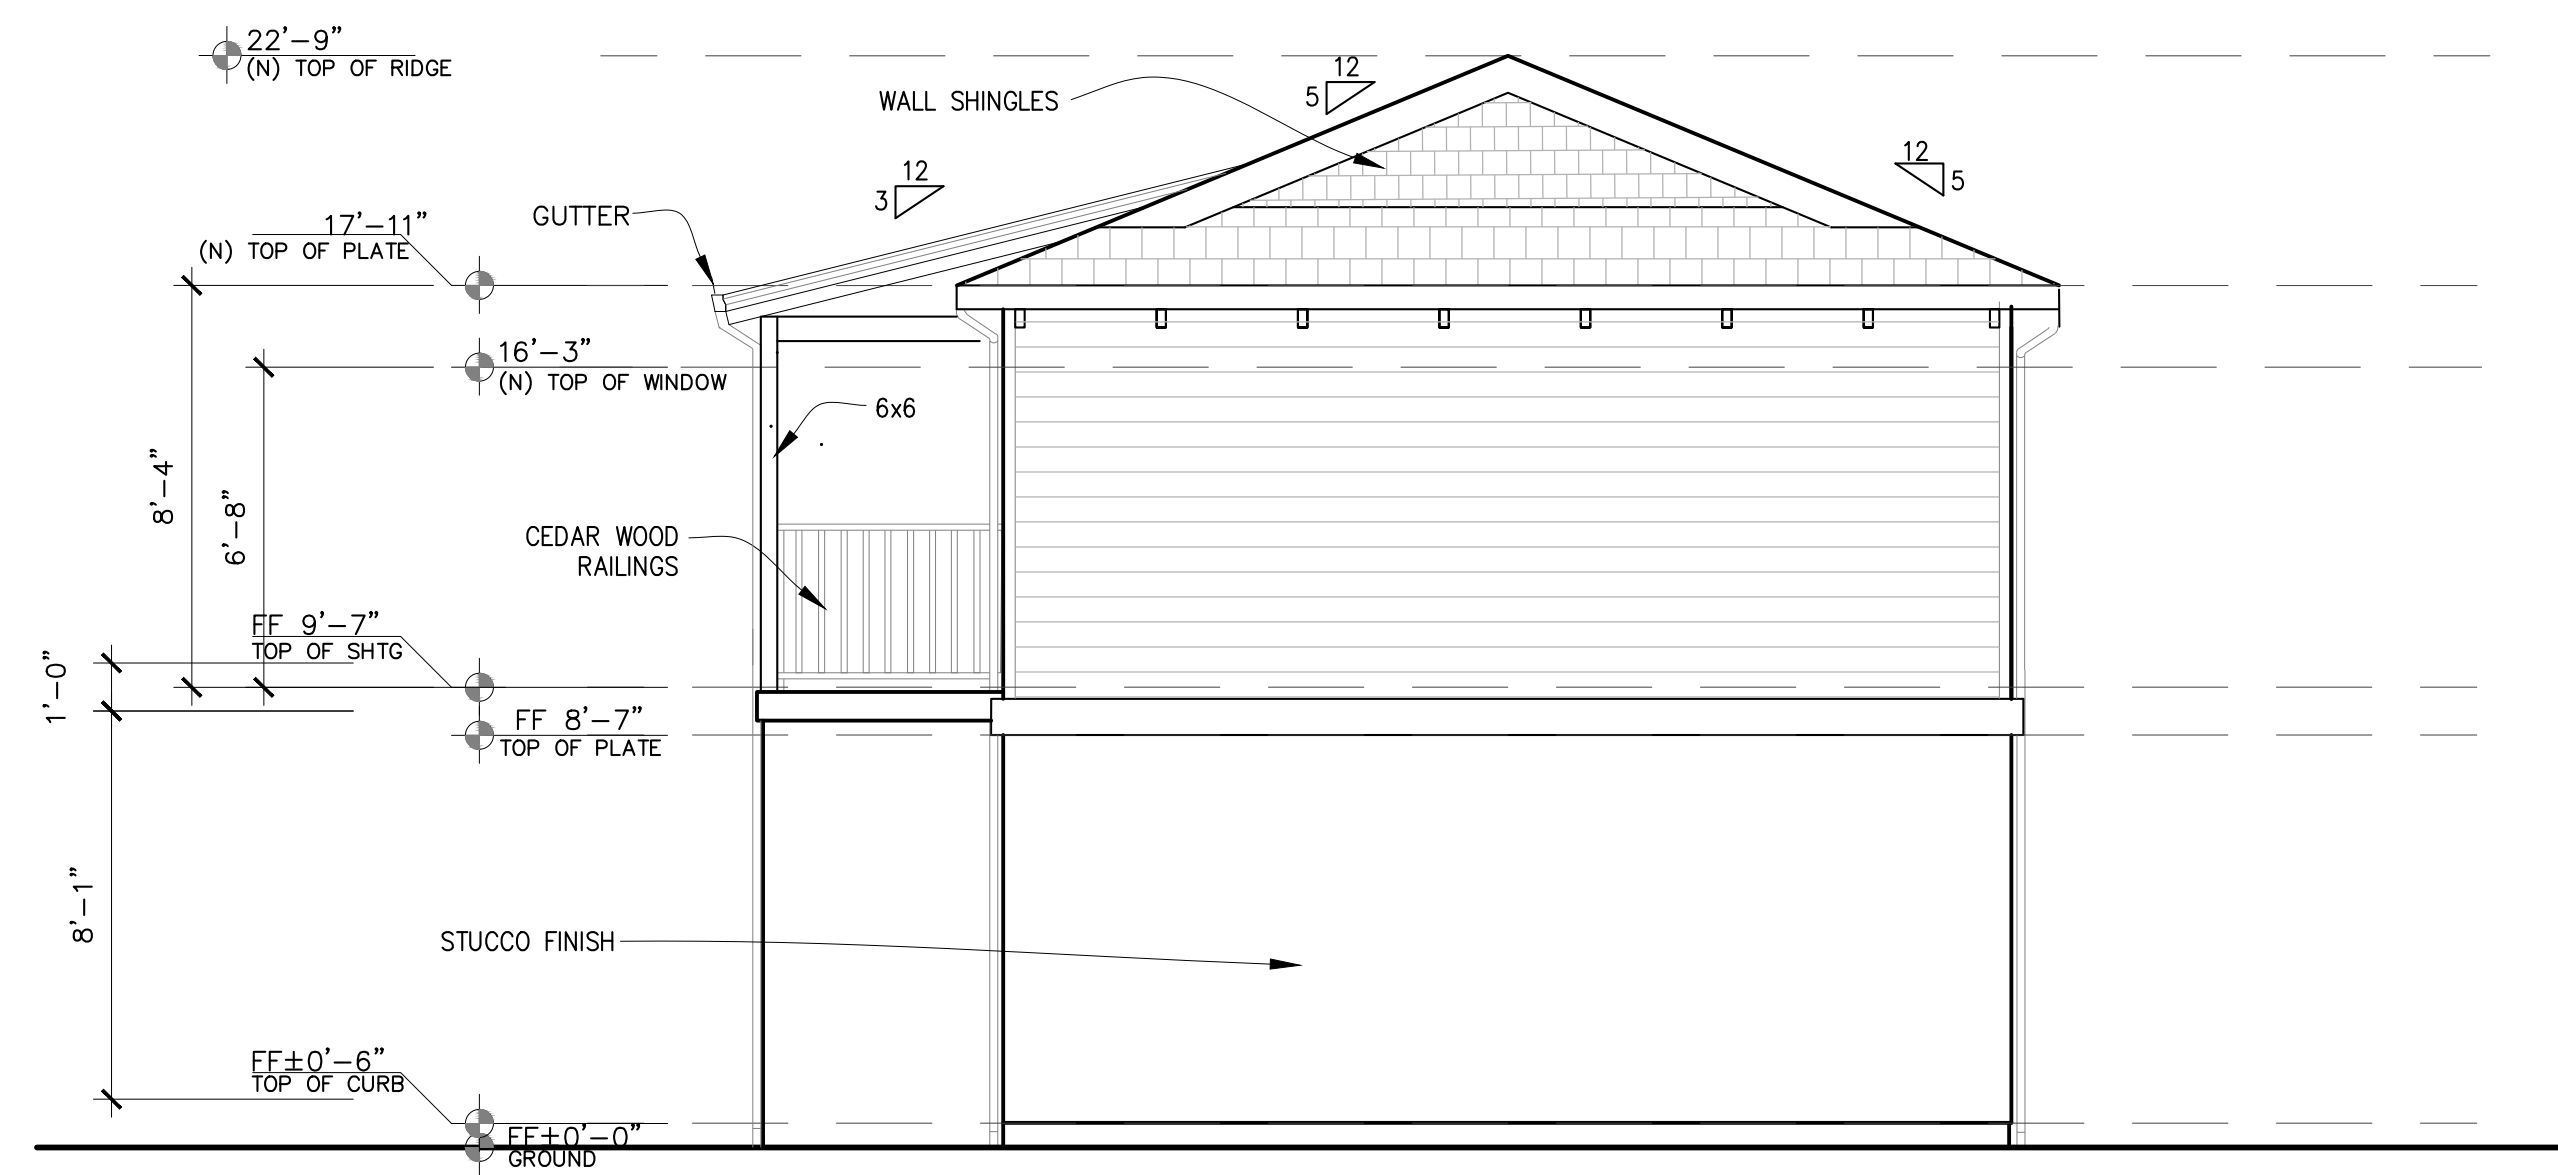 22'-9"
(N) TOP OF RIDGE
12
5
WALL SHINGLES
12
5
12
3
GUTTER
17'-11"
(N) TOP OF PLATE
16'-3"
(N) TOP OF WINDOW
6x6
8'-4"
6'-8"
CEDAR WOOD
RAILINGS
FF 9'-7"
TOP OF SHTG
1'-0"
FF 8'-7"
TOP OF PLATE
8'-1"
STUCCO FINISH
FF±0'-6"
TOP OF CURB
FF±0'-0"
GROUND